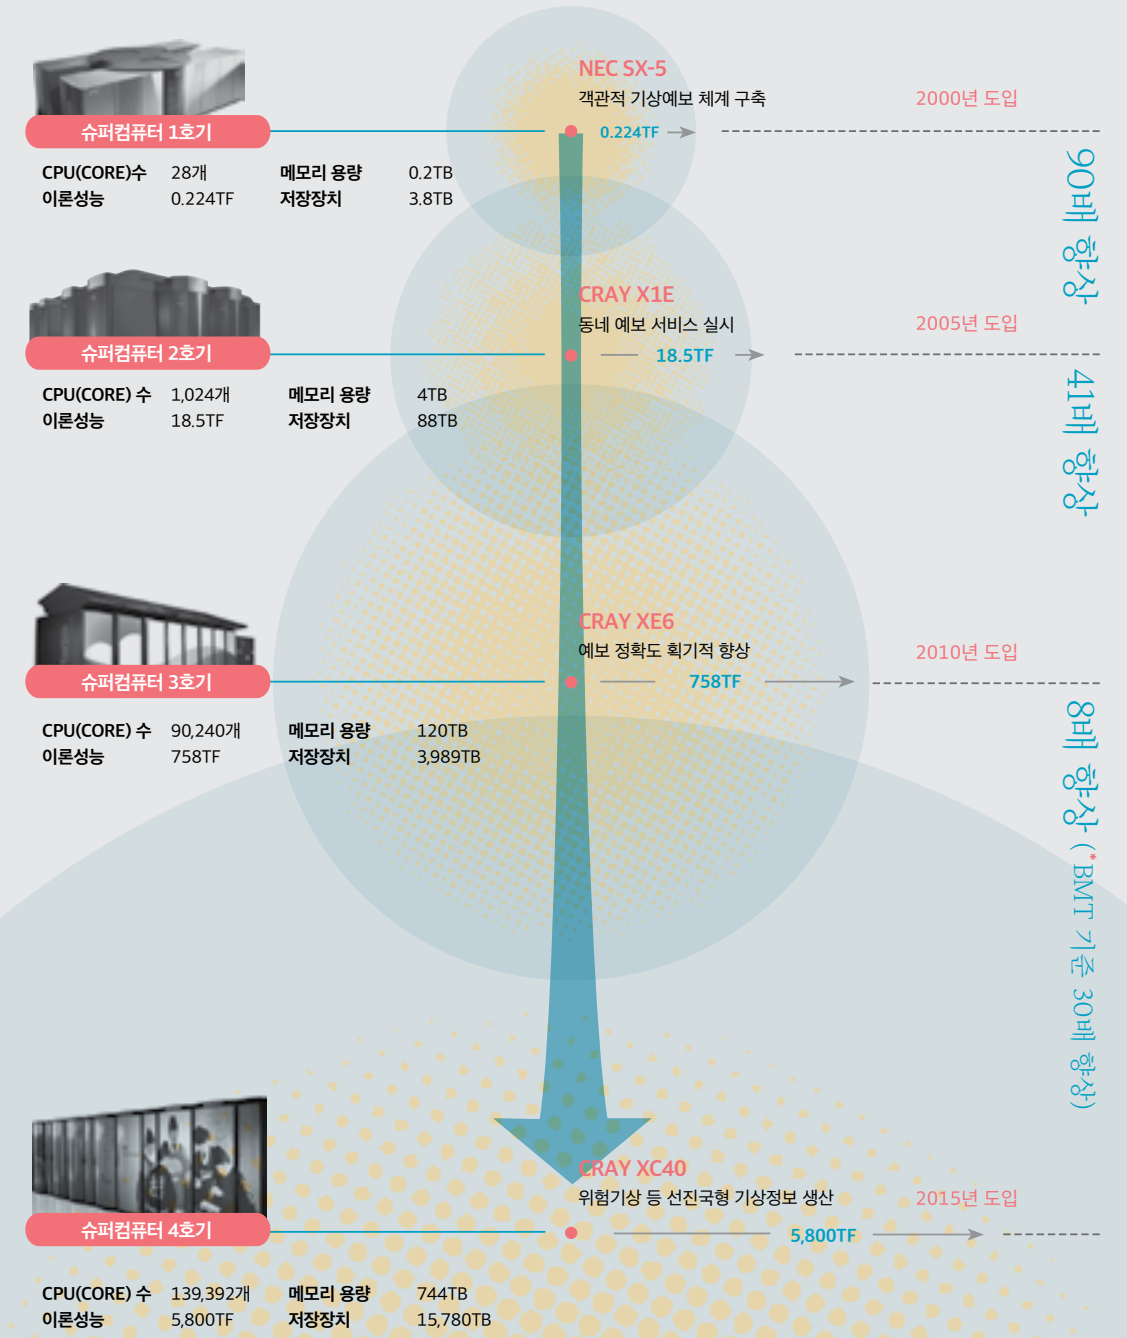 NEC SX-5
객관적 기상예보 체계 구축
2000년 도입
슈퍼컴퓨터 1호기
0.224TF
CPU(CORE)수 28개 메모리 용량 0.2TB
이론성능 0.224TF 저장장치 3.8TB
90배 향상
CRAY X1E
동네 예보 서비스 실시
2005년 도입
슈퍼컴퓨터 2호기
18.5TF
CPU(CORE) 수 1,024개 메모리 용량 4TB
이론성능 18.5TF 저장장치 88TB
41배 향상
CRAY XE6
예보 정확도 획기적 향상
2010년 도입
슈퍼컴퓨터 3호기
758TF
CPU(CORE) 수 90,240개 메모리 용량 120TB
이론성능 758TF 저장장치 3,989TB
8배 향상 (*BMT 기준 30배 향상)
CRAY XC40
위험기상 등 선진국형 기상정보 생산
2015년 도입
슈퍼컴퓨터 4호기
5,800TF
CPU(CORE) 수 139,392개 메모리 용량 744TB
이론성능 5,800TF 저장장치 15,780TB